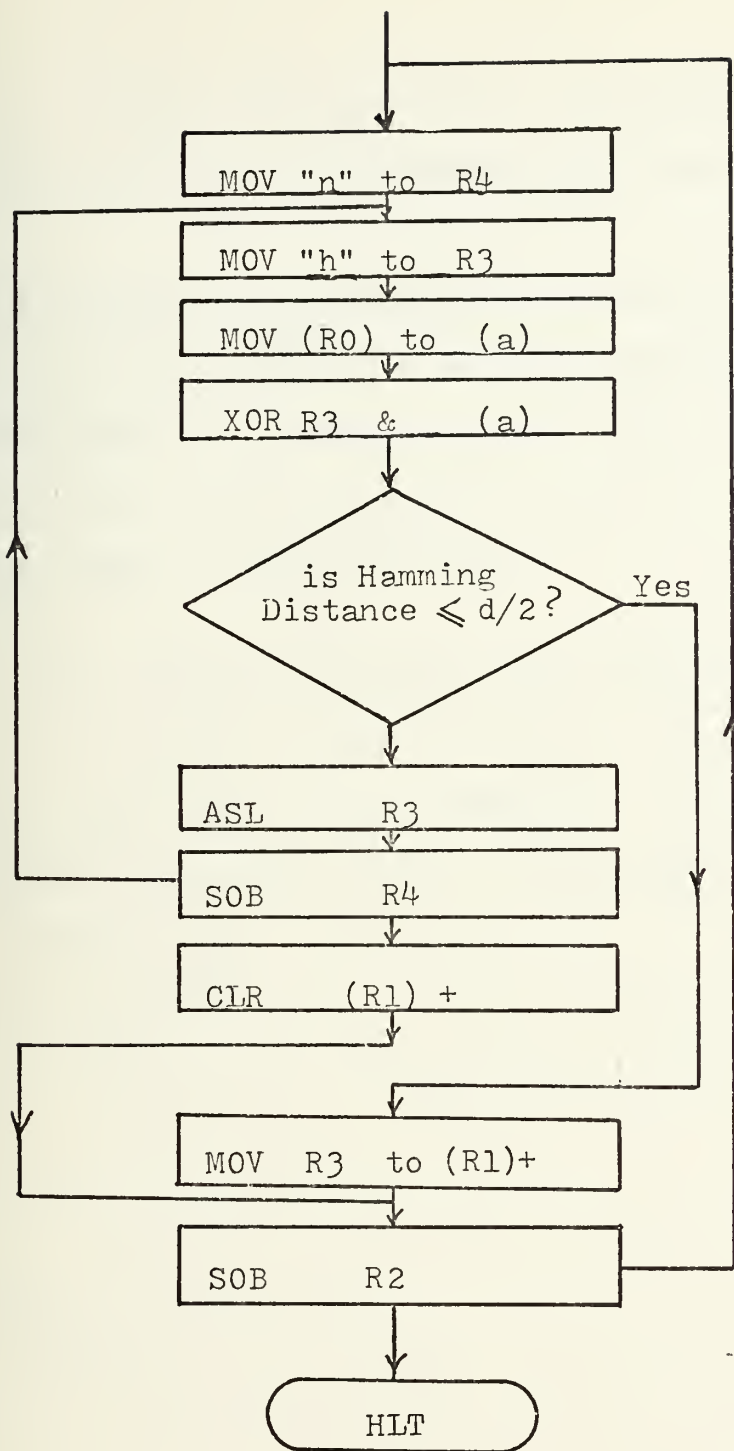 MOV "n" to R4
MOV "h" to R3
MOV (R0) to (a)
XOR R3 & (a)
is Hamming
Distance ⩽ d/2?
Yes
ASL R3
SOB R4
CLR (R1) +
MOV R3 to (R1)+
SOB R2
HLT